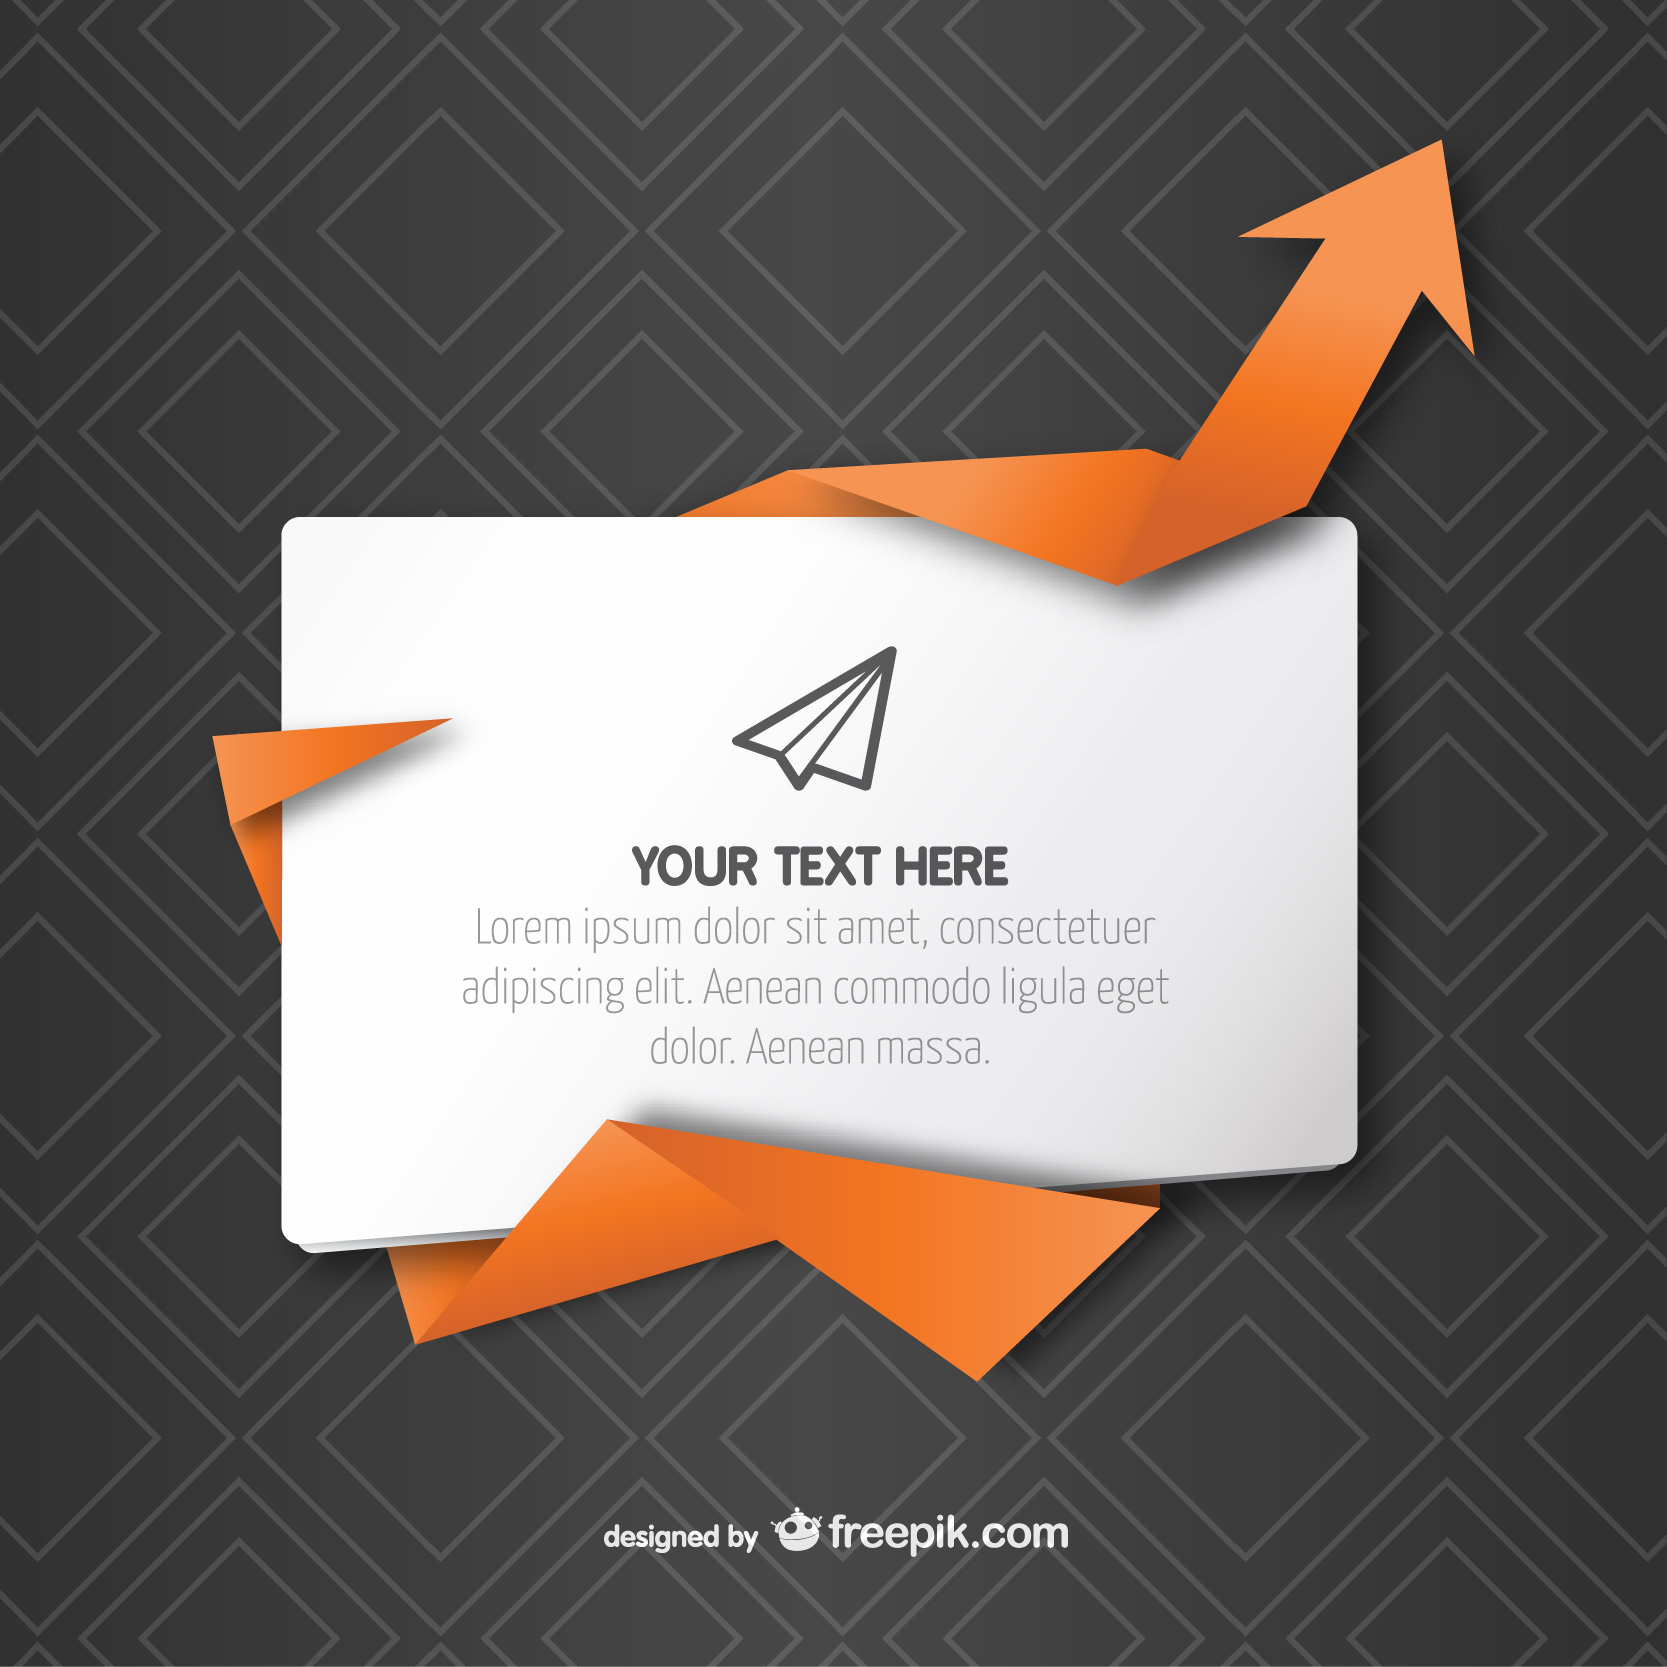 YOUR TEXT HERE
Lorem ipsum dolor sit amet, consectetuer
adipiscing elit. Aenean commodo ligula eget
dolor. Aenean massa.
designed by freepik.com